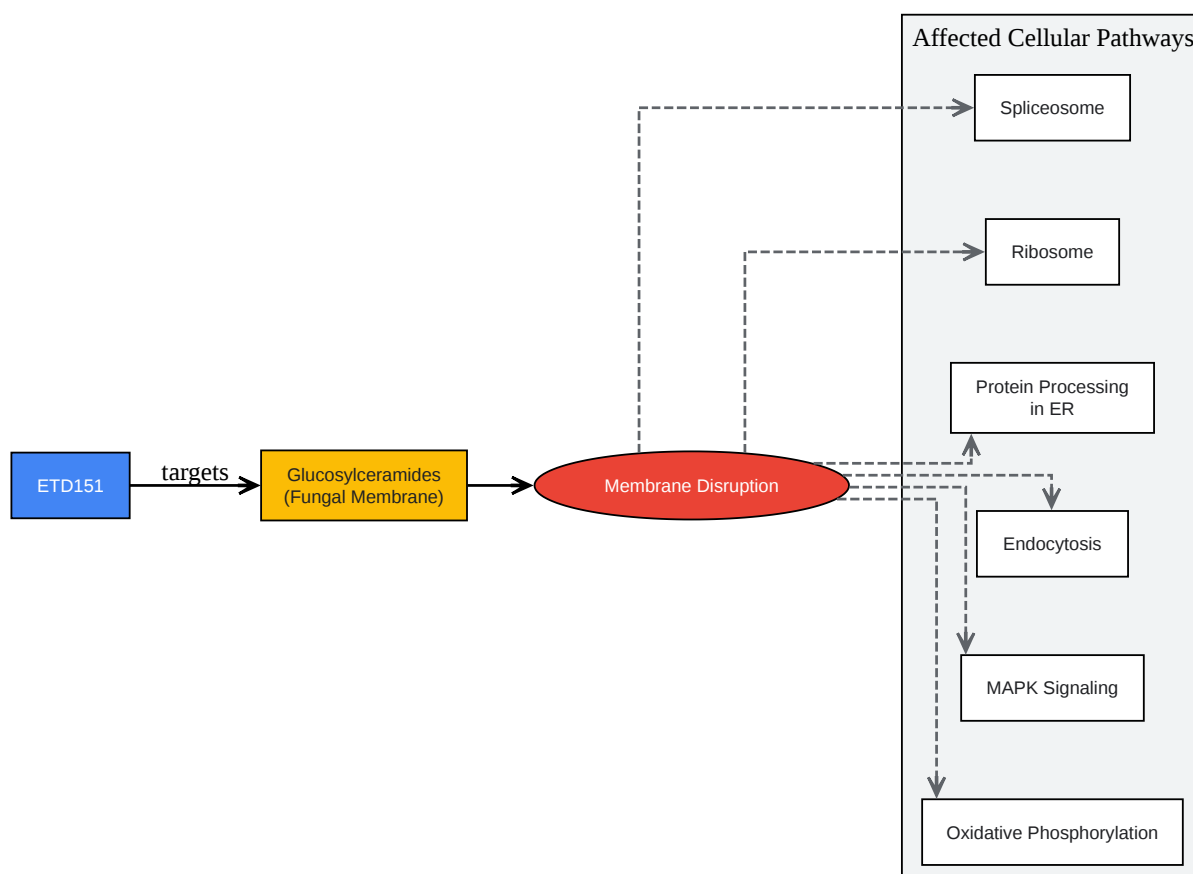 Affected Cellular Pathways
Spliceosome
Ribosome
Protein Processing
in ER
ETD151
targets
Glucosylceramides
(Fungal Membrane)
Membrane Disruption
Endocytosis
MAPK Signaling
Oxidative Phosphorylation